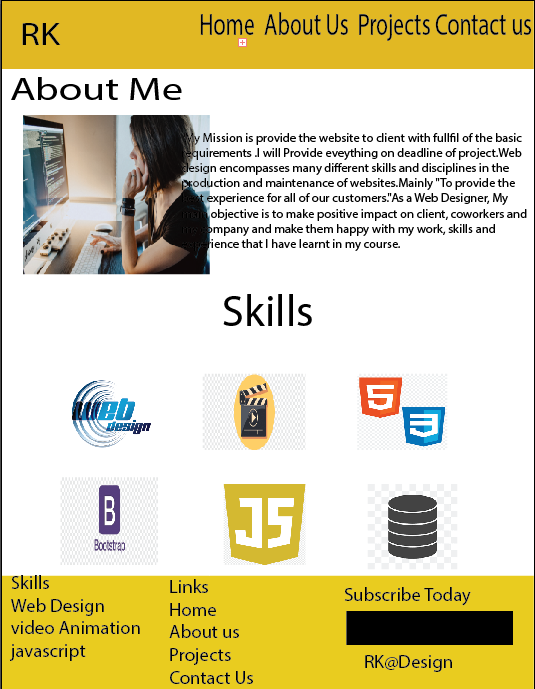 RK
Home About Us Projects Contact us
About Me
My Mission is provide the website to client with fullfil of the basic
requirements .I will Provide eveything on deadline of project.Web
design encompasses many different skills and disciplines in the
production and maintenance of websites.Mainly "To provide the
experience for all of our customers."As a Web Designer, My
objective is to make positive impact on client, coworkers and
company and make them happy with my work, skills and
experience that I have learnt in my course.
Skills
web
design
5
3
B
Bootstrap
JS
Skills
Web Design
video Animation
javascript
Links
Home
About us
Projects
Contact Us
Subscribe Today
RK@Design